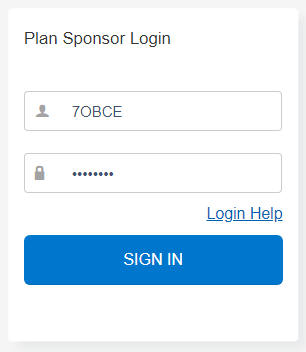 Plan Sponsor Login
7OBCE
••••••••
Login Help
SIGN IN